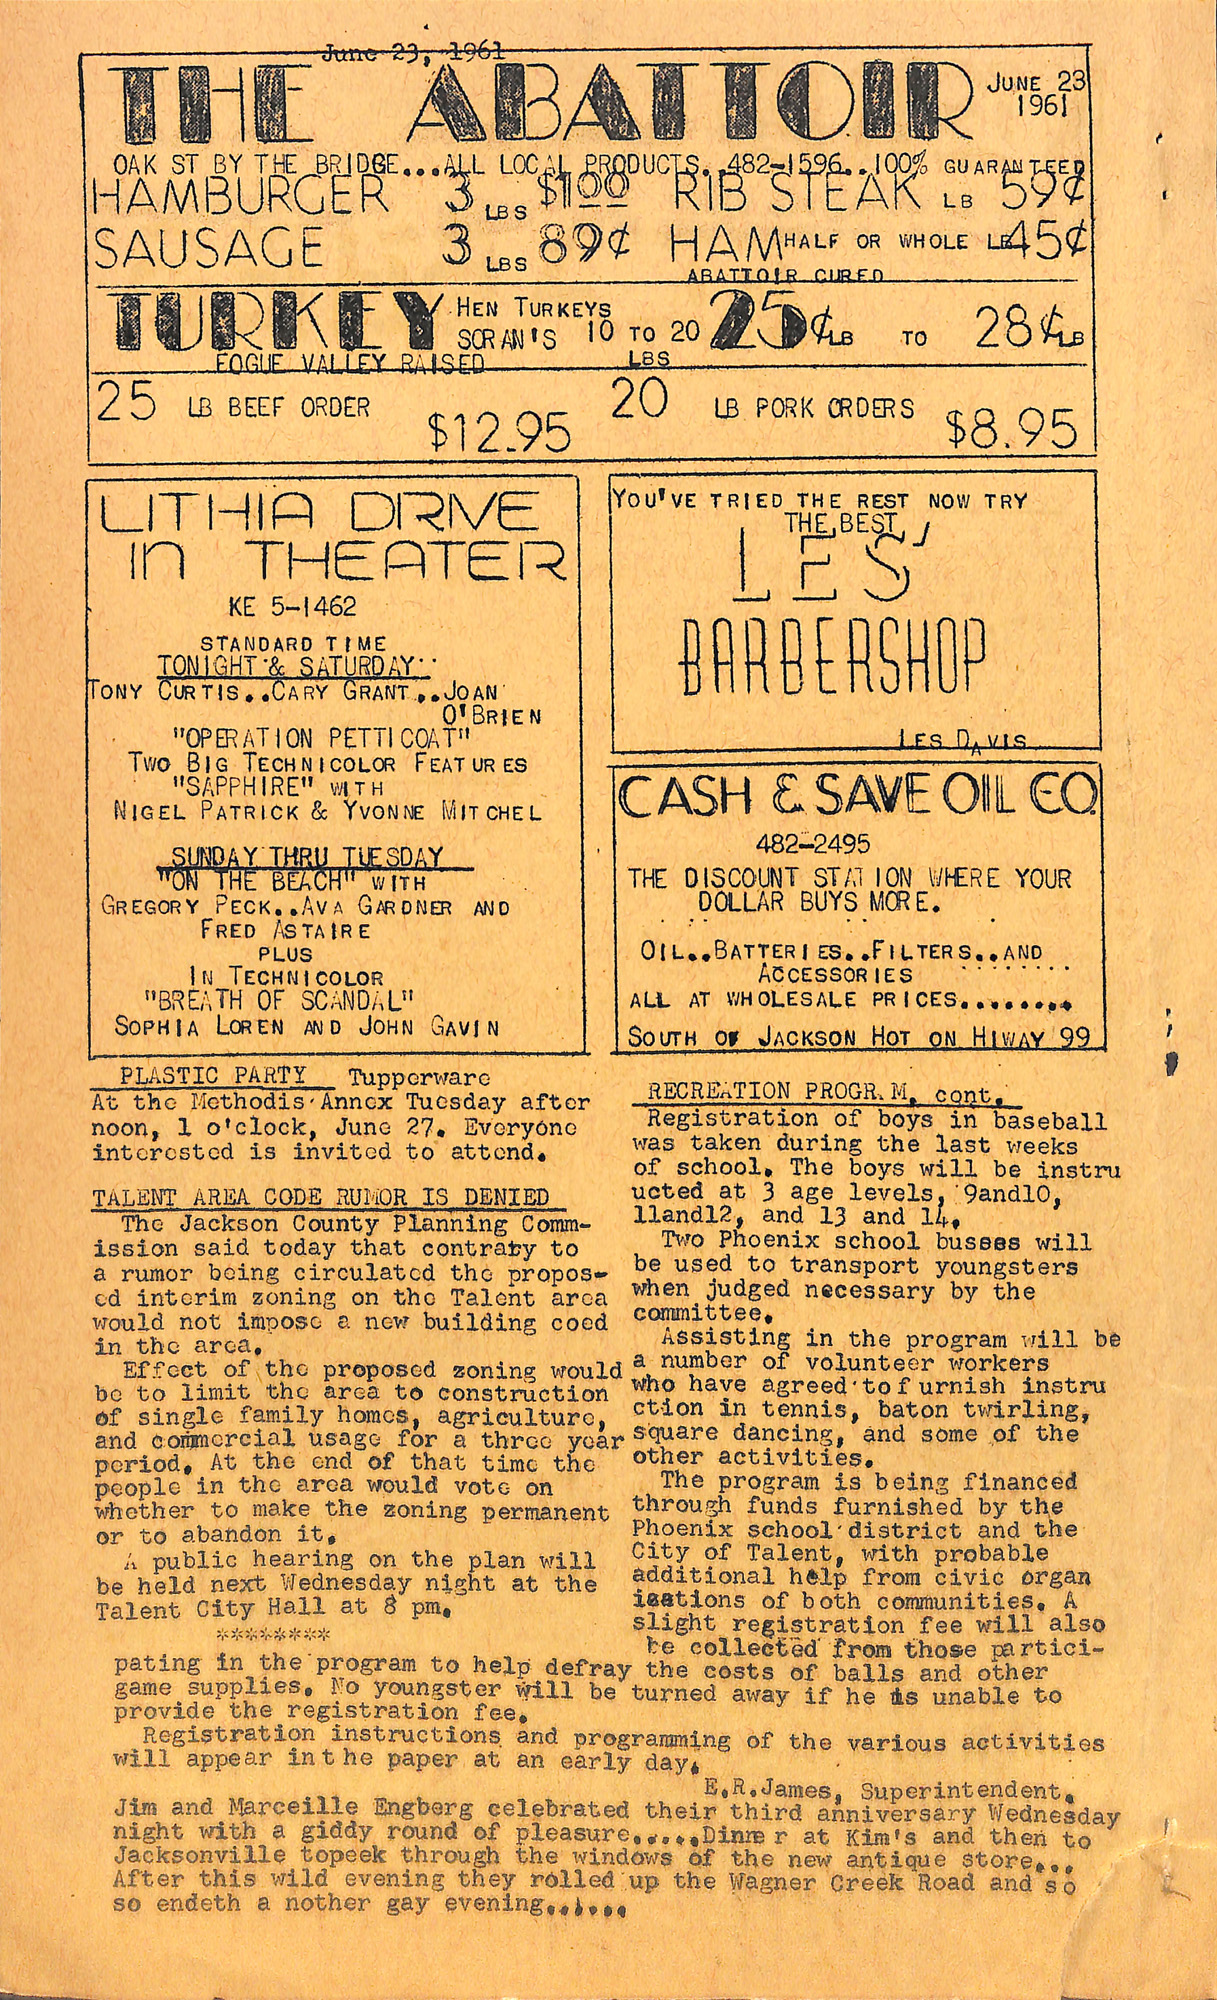 June 23, 1961
THE ABATTOIR
JUNE 23
1961
OAK ST BY THE BRIDGE...ALL LOCAL PRODUCTS..482-1596..100% GUARANTEED
HAMBURGER 3 LBS $1.00 RIB STEAK LB 59¢
SAUSAGE 3 LBS 89¢ HAM HALF OR WHOLE LB 45¢
ABATTOIR CURED
TURKEY HEN TURKEYS
SORAN'S 10 TO 20 LBS 25¢ LB TO 28¢ LB
FOGUE VALLEY RAISED
25 LB BEEF ORDER $12.95 20 LB PORK ORDERS $8.95
LITHIA DRIVE
IN THEATER
KE 5-1462
STANDARD TIME
TONIGHT & SATURDAY
TONY CURTIS..CARY GRANT..JOAN
O'BRIEN
"OPERATION PETTICOAT"
TWO BIG TECHNICOLOR FEATURES
"SAPPHIRE" WITH
NIGEL PATRICK & YVONNE MITCHEL
SUNDAY THRU TUESDAY
"ON THE BEACH" WITH
GREGORY PECK..AVA GARDNER AND
FRED ASTAIRE
PLUS
IN TECHNICOLOR
"BREATH OF SCANDAL"
SOPHIA LOREN AND JOHN GAVIN
YOU'VE TRIED THE REST NOW TRY
THE BEST
LES'
BARBERSHOP
LES DAVIS
CASH & SAVE OIL CO.
482-2495
THE DISCOUNT STATION WHERE YOUR
DOLLAR BUYS MORE.
OIL..BATTERIES..FILTERS..AND
ACCESSORIES
ALL AT WHOLESALE PRICES........
SOUTH OF JACKSON HOT ON HIWAY 99
PLASTIC PARTY Tupperware
At the Methodis Annex Tuesday after
noon, 1 o'clock, June 27. Everyone
interested is invited to attend.
TALENT AREA CODE RUMOR IS DENIED
The Jackson County Planning Comm-
ission said today that contraty to
a rumor being circulated the propos-
ed interim zoning on the Talent area
would not impose a new building coed
in the area.
Effect of the proposed zoning would
be to limit the area to construction
of single family homes, agriculture,
and commercial usage for a three year
period. At the end of that time the
people in the area would vote on
whether to make the zoning permanent
or to abandon it.
A public hearing on the plan will
be held next Wednesday night at the
Talent City Hall at 8 pm.
********
RECREATION PROGR.M, cont.
Registration of boys in baseball
was taken during the last weeks
of school. The boys will be instru
ucted at 3 age levels, 9and10,
11and12, and 13 and 14.
Two Phoenix school busses will
be used to transport youngsters
when judged necessary by the
committee.
Assisting in the program will be
a number of volunteer workers
who have agreed to f urnish instru
ction in tennis, baton twirling,
square dancing, and some of the
other activities.
The program is being financed
through funds furnished by the
Phoenix school district and the
City of Talent, with probable
additional help from civic organ
izations of both communities. A
slight registration fee will also
be collected from those partici-
pating in the program to help defray the costs of balls and other
game supplies. No youngster will be turned away if he is unable to
provide the registration fee.
Registration instructions and programming of the various activities
will appear in the paper at an early day.
E.R.James, Superintendent.
Jim and Marceille Engberg celebrated their third anniversary Wednesday
night with a giddy round of pleasure.....Dinner at Kim's and then to
Jacksonville topeek through the windows of the new antique store...
After this wild evening they rolled up the Wagner Creek Road and so
so endeth a nother gay evening......